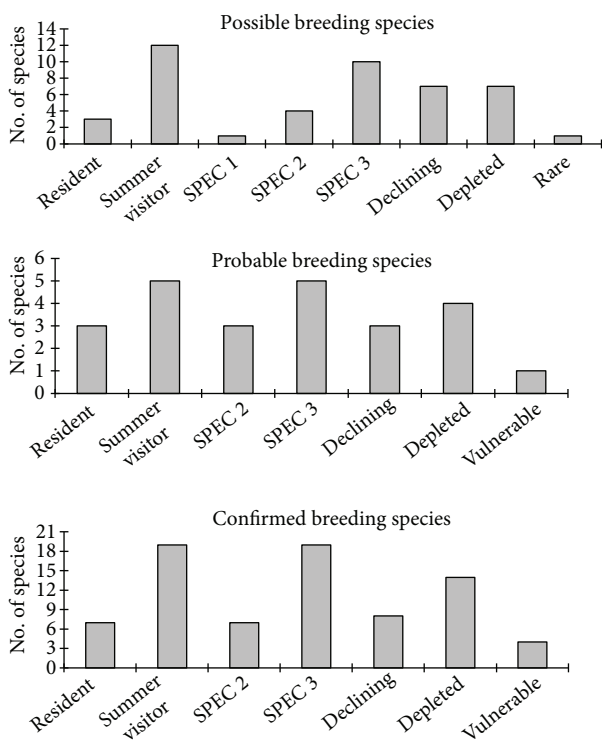 Possible breeding species
No. of species
14
12
10
8
6
4
2
0
Resident
Summer
visitor
SPEC 1
SPEC 2
SPEC 3
Declining
Depleted
Rare
Probable breeding species
No. of species
6
5
4
3
2
1
0
Resident
Summer
visitor
SPEC 2
SPEC 3
Declining
Depleted
Vulnerable
Confirmed breeding species
No. of species
21
18
15
12
9
6
3
0
Resident
Summer
visitor
SPEC 2
SPEC 3
Declining
Depleted
Vulnerable